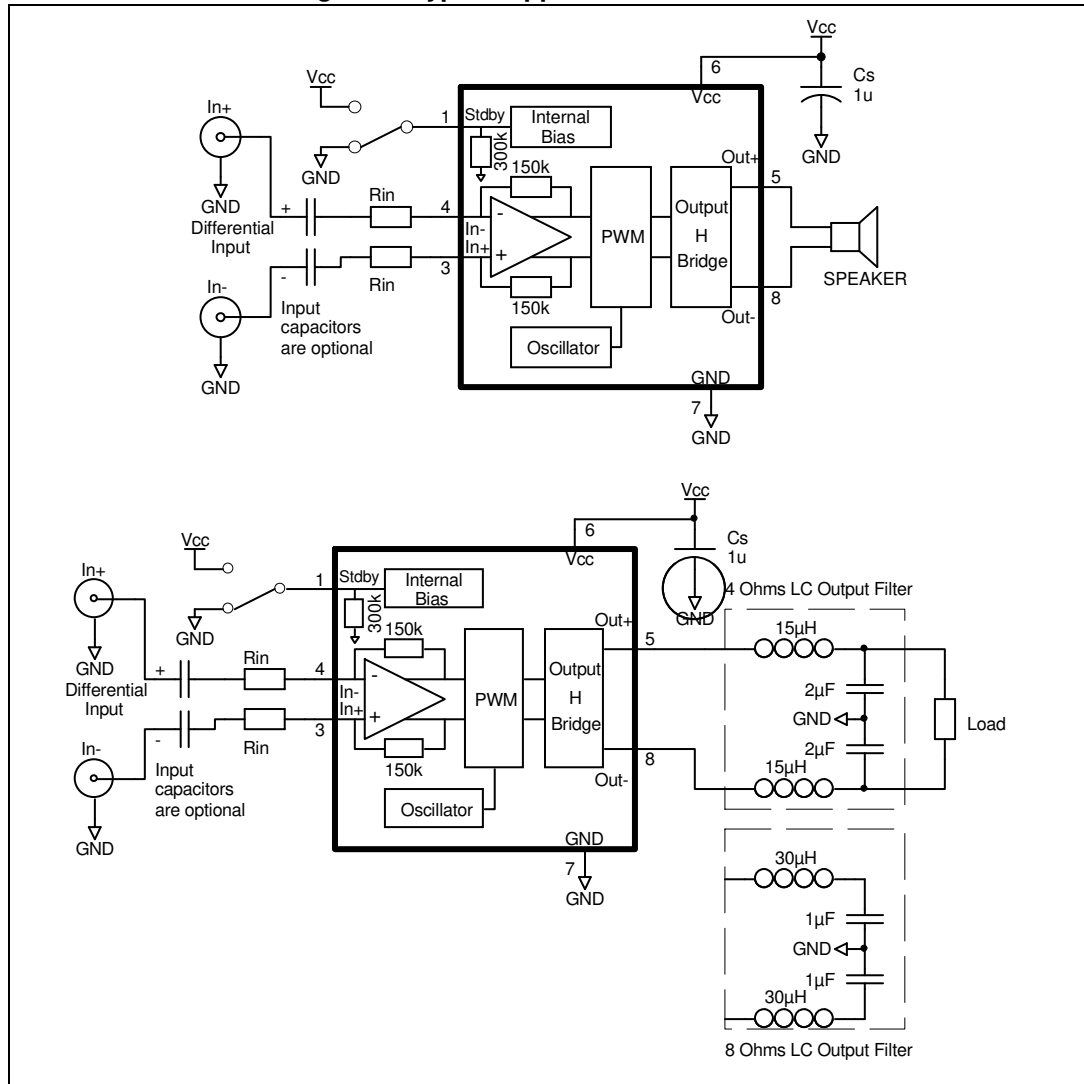 Vcc
6
Vcc
Cs
1u
GND
Vcc
In+
1
Stdby
Internal
Bias
300k
GND
GND
Differential
Input
+
Rin
4
150k
-
In-
In+
+
3
Rin
-
150k
PWM
Output
H
Bridge
Out+
5
SPEAKER
8
Out-
In-
Input
capacitors
are optional
Oscillator
GND
GND
7
GND
Vcc
6
Vcc
Cs
1u
GND
Vcc
In+
1
Stdby
Internal
Bias
300k
GND
GND
Differential
Input
+
Rin
4
150k
-
In-
In+
+
3
Rin
-
150k
PWM
Output
H
Bridge
Out+
5
8
Out-
In-
Input
capacitors
are optional
Oscillator
GND
GND
7
GND
4 Ohms LC Output Filter
15µH
2µF
GND
2µF
15µH
Load
30µH
1µF
GND
1µF
30µH
8 Ohms LC Output Filter